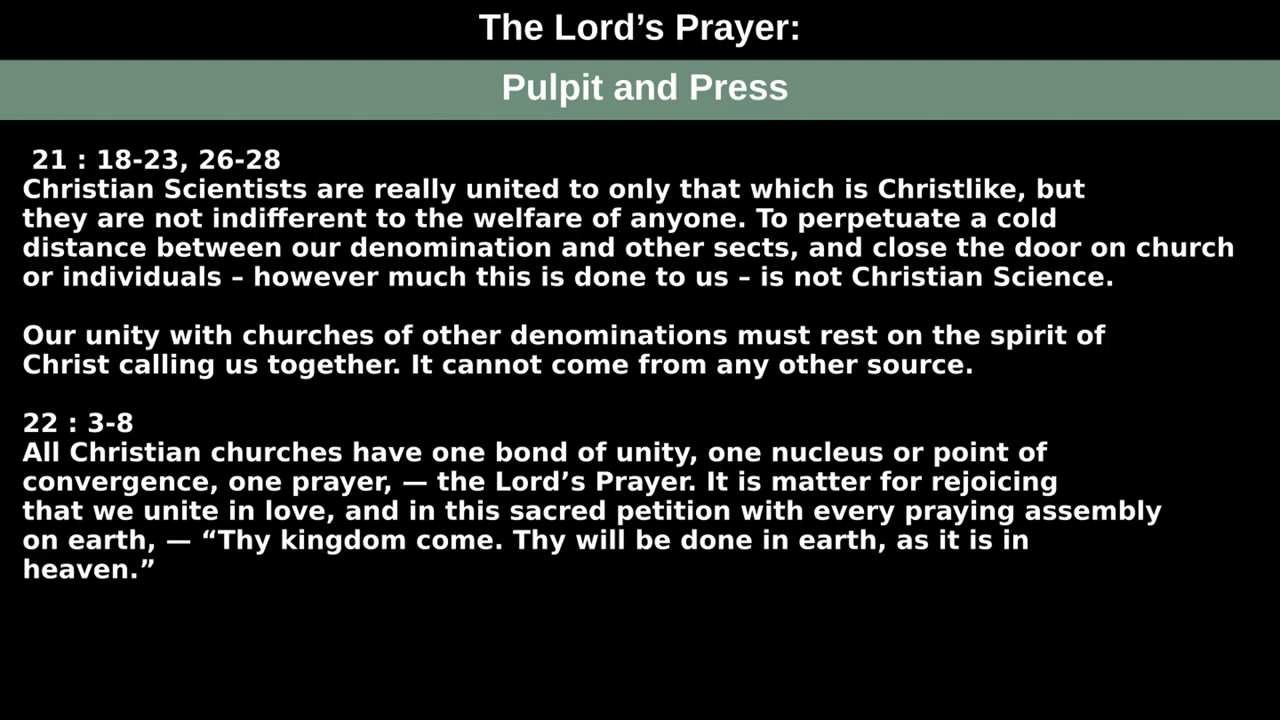 The Lord’s Prayer:
Pulpit and Press
21 : 18-23, 26-28
Christian Scientists are really united to only that which is Christlike, but
they are not indifferent to the welfare of anyone. To perpetuate a cold
distance between our denomination and other sects, and close the door on church
or individuals – however much this is done to us – is not Christian Science.
Our unity with churches of other denominations must rest on the spirit of
Christ calling us together. It cannot come from any other source.
22 : 3-8
All Christian churches have one bond of unity, one nucleus or point of
convergence, one prayer, — the Lord’s Prayer. It is matter for rejoicing
that we unite in love, and in this sacred petition with every praying assembly
on earth, — “Thy kingdom come. Thy will be done in earth, as it is in
heaven.”